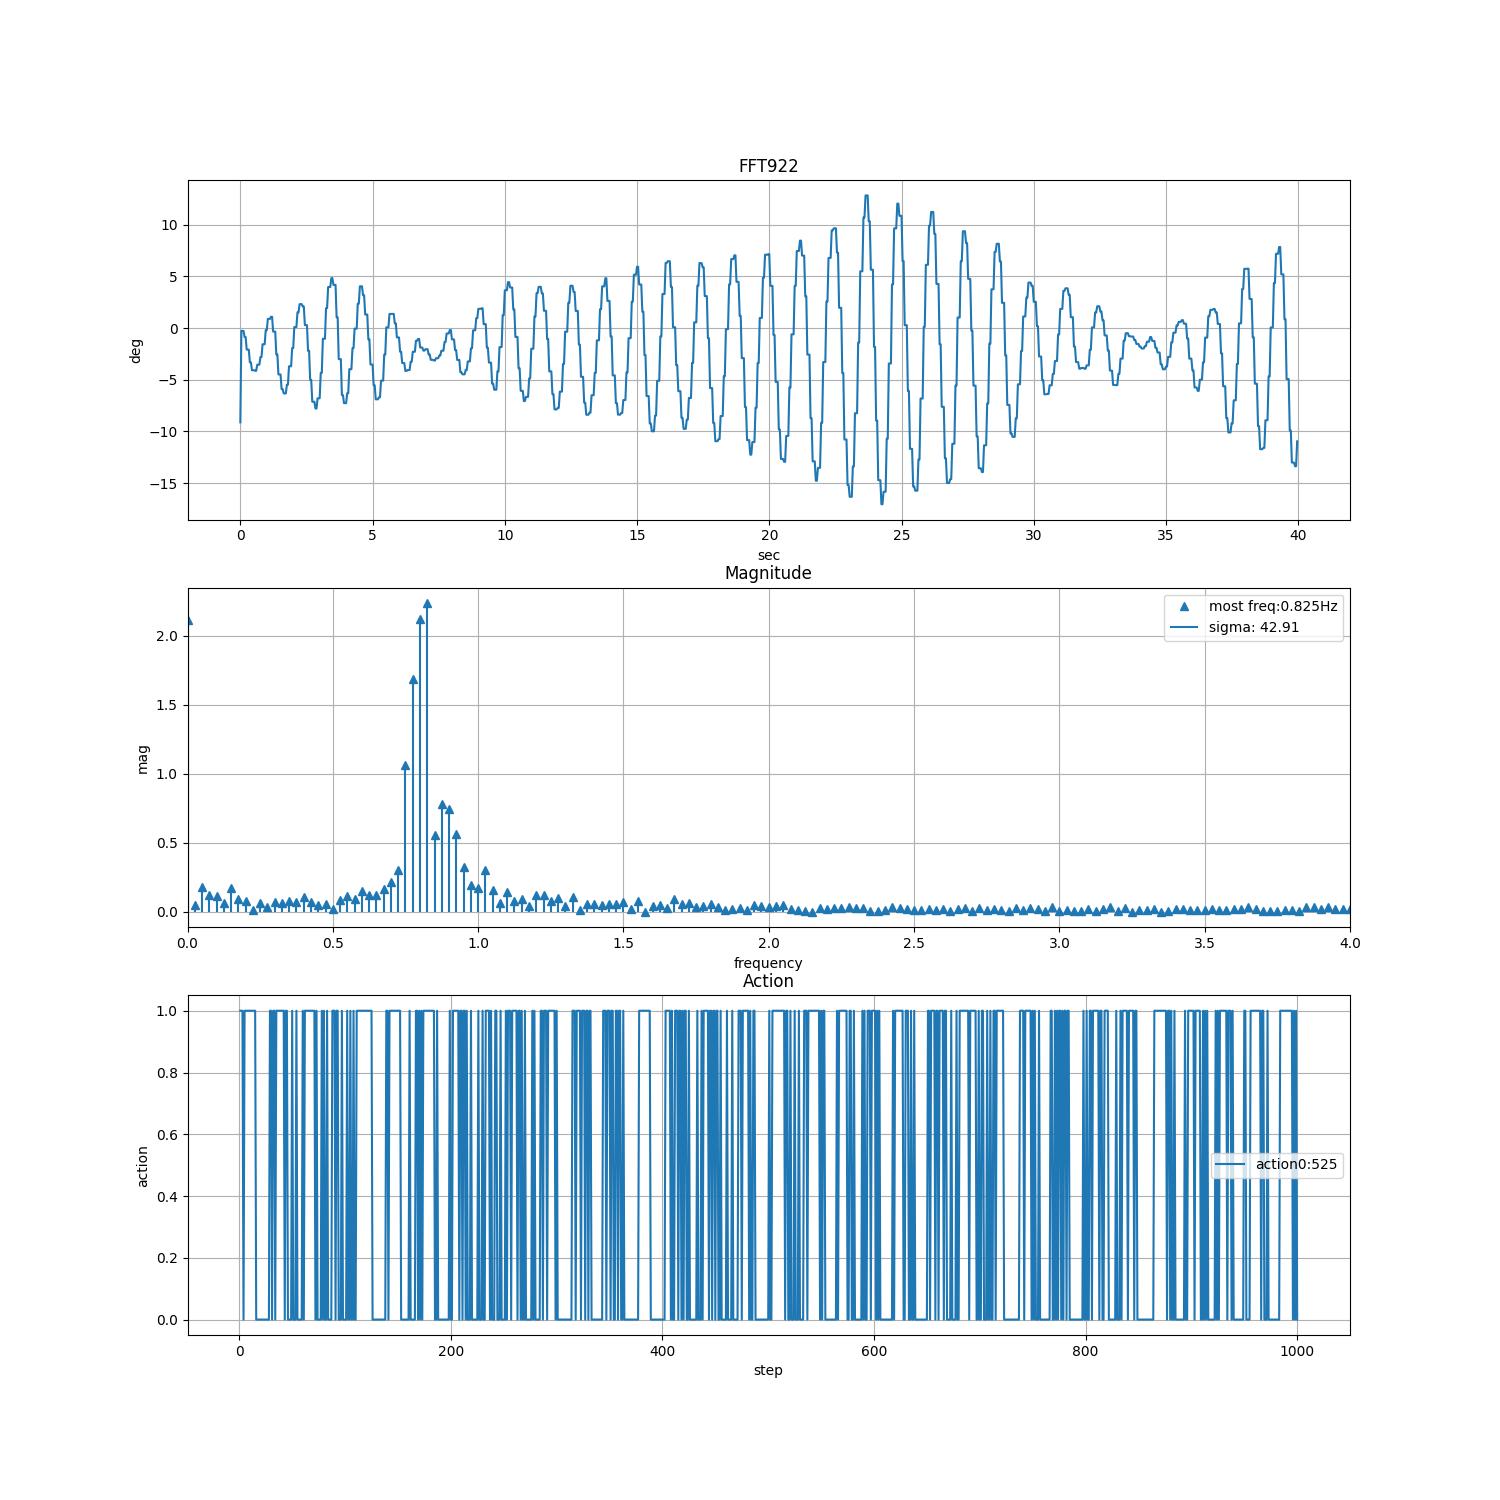 FFT922
10
5
0
−5
−10
−15
deg
0 5 10 15 20 25 30 35 40
sec
Magnitude
most freq:0.825Hz
sigma: 42.91
2.0
1.5
1.0
0.5
0.0
mag
0.0 0.5 1.0 1.5 2.0 2.5 3.0 3.5 4.0
frequency
Action
1.0
0.8
0.6
0.4
0.2
0.0
action
action0:525
0 200 400 600 800 1000
step